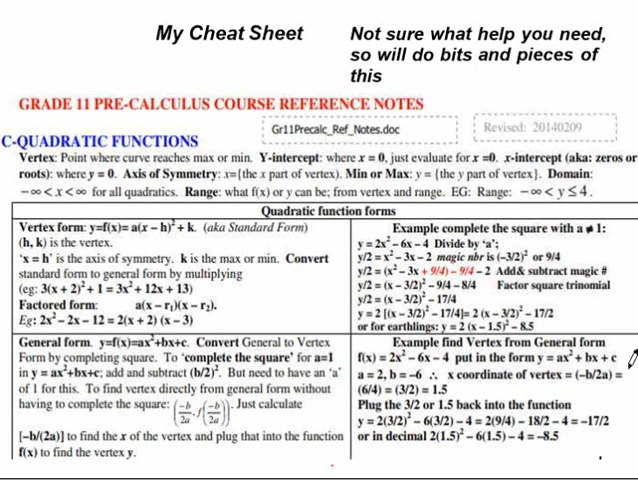 My Cheat Sheet
Not sure what help you need,
so will do bits and pieces of
this
GRADE 11 PRE-CALCULUS COURSE REFERENCE NOTES
Gr11Precalc_Ref_Notes.doc
Revised: 20140209
C-QUADRATIC FUNCTIONS
Vertex: Point where curve reaches max or min. Y-intercept: where x = 0, just evaluate for x =0. x-intercept (aka: zeros or
roots): where y = 0. Axis of Symmetry: x={the x part of vertex). Min or Max: y = {the y part of vertex}. Domain:
−∞ < x < ∞ for all quadratics. Range: what f(x) or y can be; from vertex and range. EG: Range: −∞ < y ≤ 4.
Quadratic function forms
Vertex form: y=f(x)= a(x – h)² + k. (aka Standard Form)
(h, k) is the vertex.
'x = h' is the axis of symmetry. k is the max or min. Convert
standard form to general form by multiplying
(eg: 3(x + 2)² + 1 = 3x² + 12x + 13)
Factored form: a(x – r₁)(x – r₂).
Eg: 2x² – 2x – 12 = 2(x + 2) (x – 3)
Example complete the square with a ≠ 1:
y = 2x² – 6x – 4 Divide by 'a';
y/2 = x² – 3x – 2 magic nbr is (–3/2)² or 9/4
y/2 = (x² – 3x + 9/4) – 9/4 – 2 Add& subtract magic #
y/2 = (x – 3/2)² – 9/4 – 8/4 Factor square trinomial
y/2 = (x – 3/2)² – 17/4
y = 2 [(x – 3/2)² – 17/4]= 2 (x – 3/2)² – 17/2
or for earthlings: y = 2 (x – 1.5)² – 8.5
General form. y=f(x)=ax²+bx+c. Convert General to Vertex
Form by completing square. To 'complete the square' for a=1
in y = ax²+bx+c; add and subtract (b/2)². But need to have an 'a'
of 1 for this. To find vertex directly from general form without
having to complete the square: (−b/2a, f(−b/2a)). Just calculate
[–b/(2a)] to find the x of the vertex and plug that into the function
f(x) to find the vertex y.
Example find Vertex from General form
f(x) = 2x² – 6x – 4 put in the form y = ax² + bx + c
a = 2, b = –6 ∴ x coordinate of vertex = (–b/2a) =
(6/4) = (3/2) = 1.5
Plug the 3/2 or 1.5 back into the function
y = 2(3/2)² – 6(3/2) – 4 = 2(9/4) – 18/2 – 4 = –17/2
or in decimal 2(1.5)² – 6(1.5) – 4 = –8.5